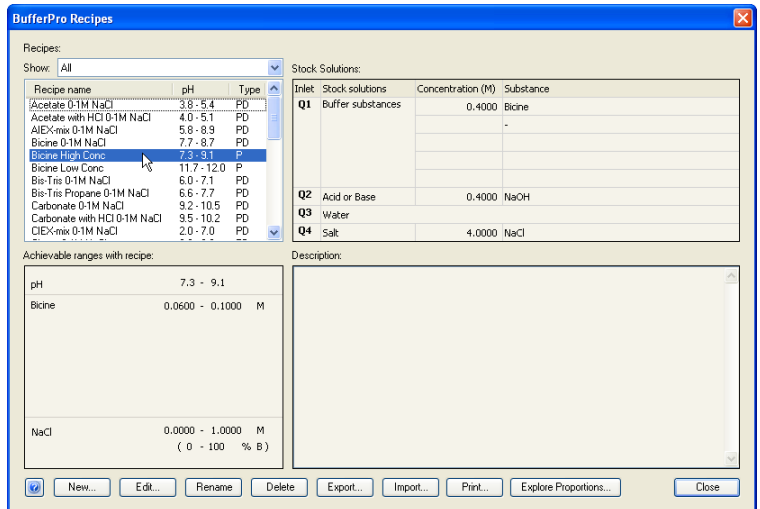 BufferPro Recipes
Recipes:
Show: All
Recipe name pH Type
Acetate 0-1M NaCl 3.8 - 5.4 PD
Acetate with HCl 0-1M NaCl 4.0 - 5.1 PD
AIEX-mix 0-1M NaCl 5.8 - 8.9 PD
Bicine 0-1M NaCl 7.7 - 8.7 PD
Bicine High Conc 7.3 - 9.1 P
Bicine Low Conc 11.7 - 12.0 P
Bis-Tris 0-1M NaCl 6.0 - 7.1 PD
Bis-Tris Propane 0-1M NaCl 6.6 - 7.7 PD
Carbonate 0-1M NaCl 9.2 - 10.5 PD
Carbonate with HCl 0-1M NaCl 9.5 - 10.2 PD
CIEX-mix 0-1M NaCl 2.0 - 7.0 PD
Stock Solutions:
Inlet Stock solutions Concentration (M) Substance
Q1 Buffer substances 0.4000 Bicine
-
Q2 Acid or Base 0.4000 NaOH
Q3 Water
Q4 Salt 4.0000 NaCl
Achievable ranges with recipe:
pH 7.3 - 9.1
Bicine 0.0600 - 0.1000 M
NaCl 0.0000 - 1.0000 M
( 0 - 100 % B )
Description:
? New... Edit... Rename Delete Export... Import... Print... Explore Proportions... Close